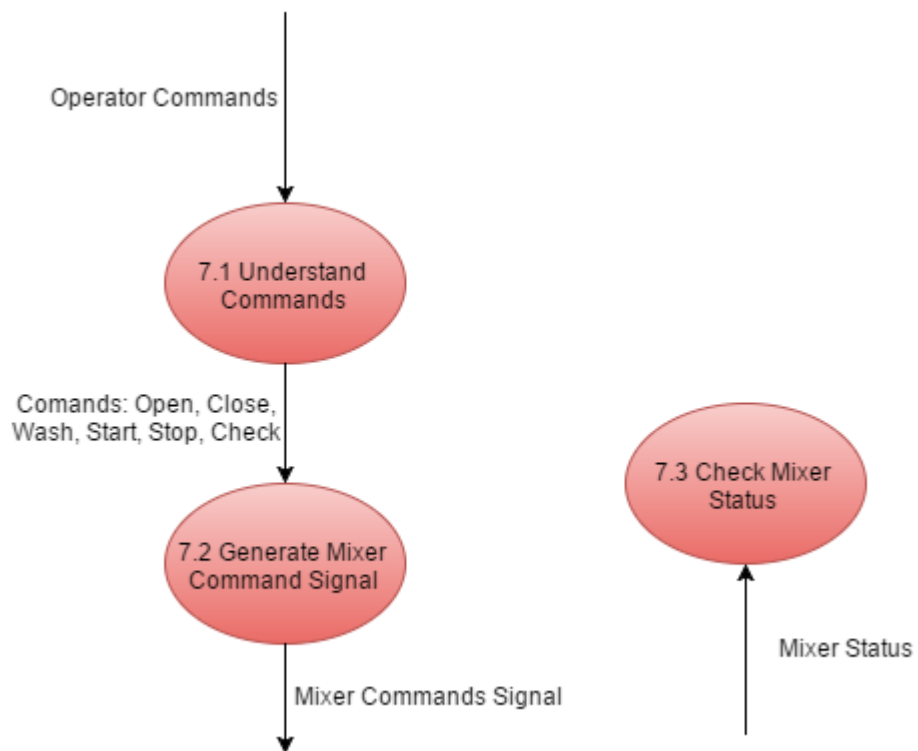 Operator Commands
7.1 Understand
Commands
Comands: Open, Close,
Wash, Start, Stop, Check
7.3 Check Mixer
Status
7.2 Generate Mixer
Command Signal
Mixer Status
Mixer Commands Signal